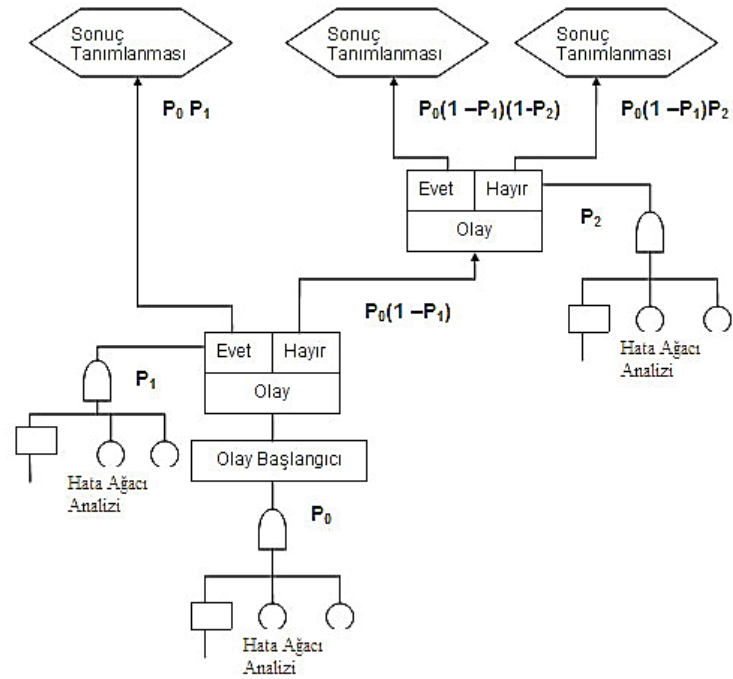 Sonuç
Tanımlanması
Sonuç
Tanımlanması
Sonuç
Tanımlanması
P₀ P₁
P₀(1 –P₁)(1-P₂)
P₀(1 –P₁)P₂
Evet Hayır
Olay
P₂
P₀(1 –P₁)
Hata Ağacı
Analizi
Evet Hayır
Olay
P₁
Olay Başlangıcı
Hata Ağacı
Analizi
P₀
Hata Ağacı
Analizi